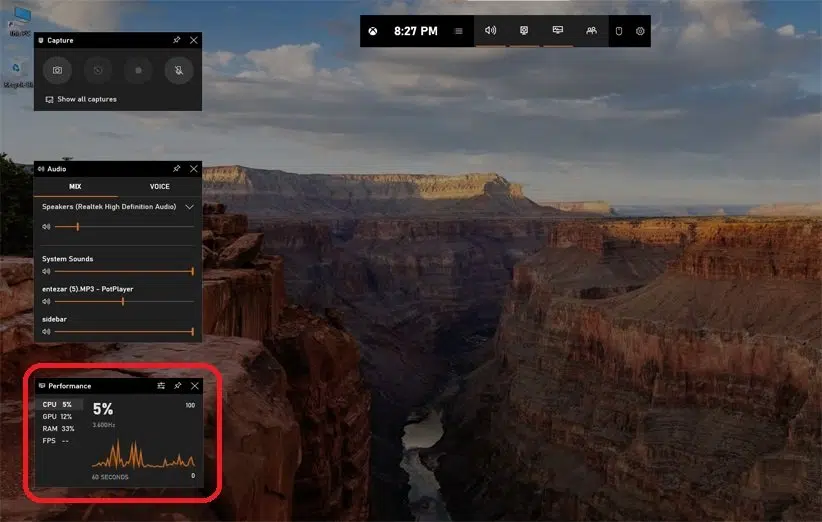 This PC
Capture
8:27 PM
Show all captures
Audio
MIX VOICE
Speakers (Realtek High Definition Audio)
System Sounds
entezar (5).MP3 - PotPlayer
sidebar
Performance
CPU 5%
GPU 12%
RAM 33%
FPS --
5%
3.60GHz
100
60 SECONDS
0